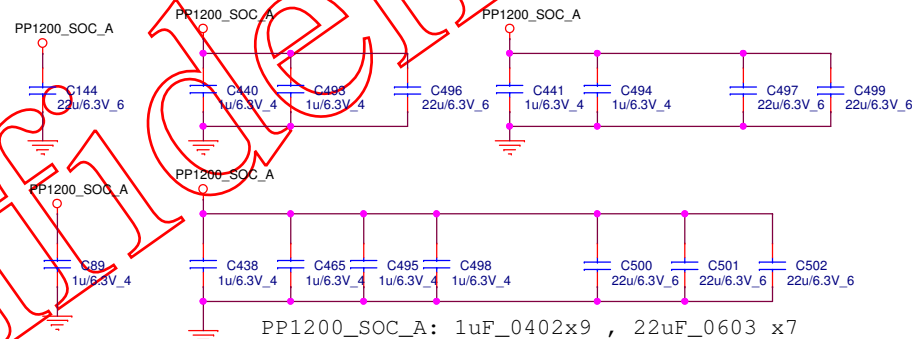 PP1200_SOC_A
PP1200_SOC_A
PP1200_SOC_A
C144
22u/6.3V_6
C440
1u/6.3V_4
C493
1u/6.3V_4
C496
22u/6.3V_6
C441
1u/6.3V_4
C494
1u/6.3V_4
C497
22u/6.3V_6
C499
22u/6.3V_6
PP1200_SOC_A
PP1200_SOC_A
C89
1u/6.3V_4
C438
1u/6.3V_4
C465
1u/6.3V_4
C495
1u/6.3V_4
C498
1u/6.3V_4
C500
22u/6.3V_6
C501
22u/6.3V_6
C502
22u/6.3V_6
PP1200_SOC_A: 1uF_0402x9 , 22uF_0603 x7